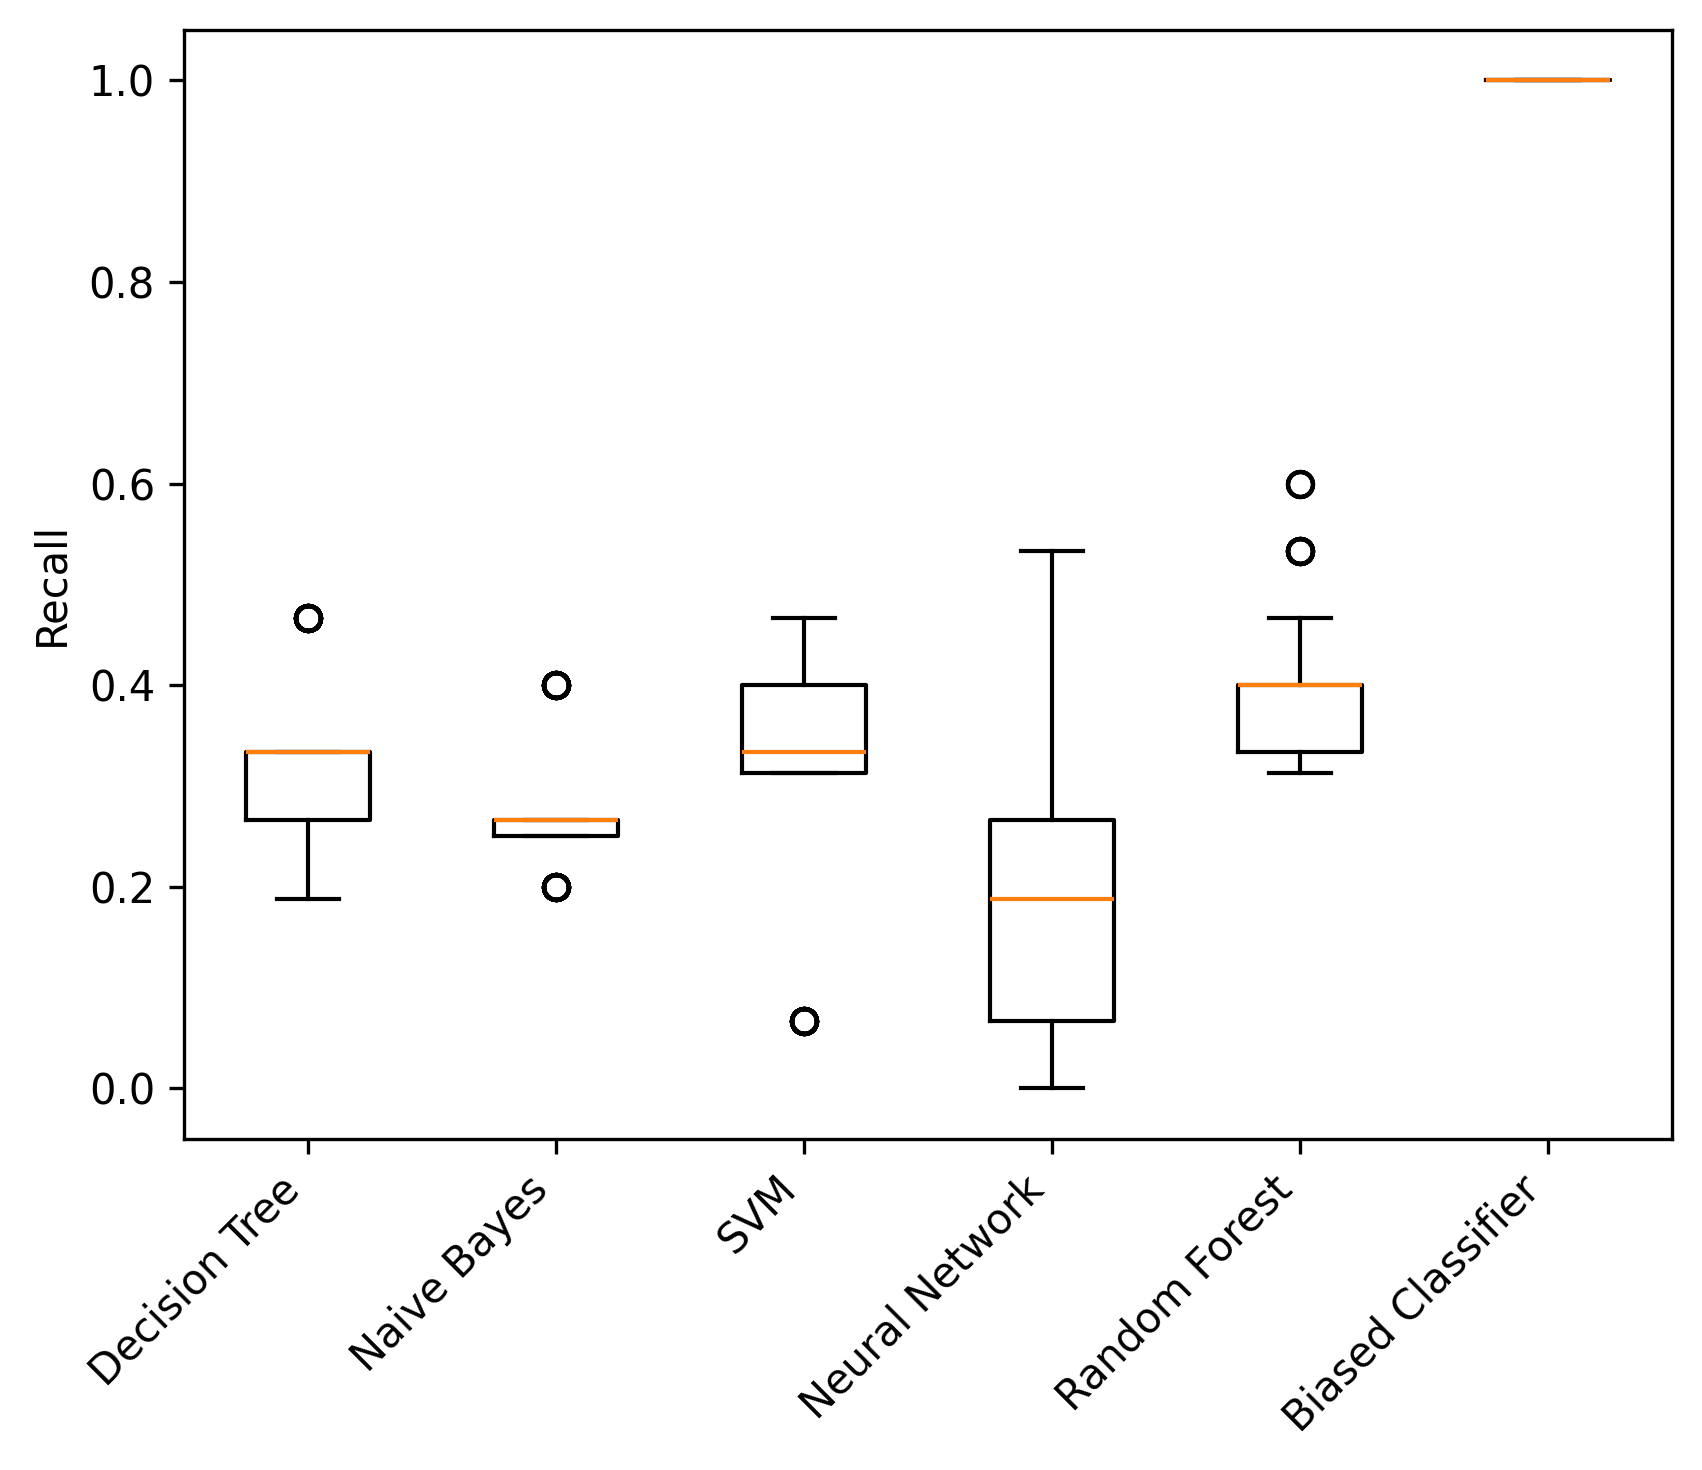 1.0
0.8
0.6
0.4
0.2
0.0
Recall
Decision Tree
Naive Bayes
SVM
Neural Network
Random Forest
Biased Classifier